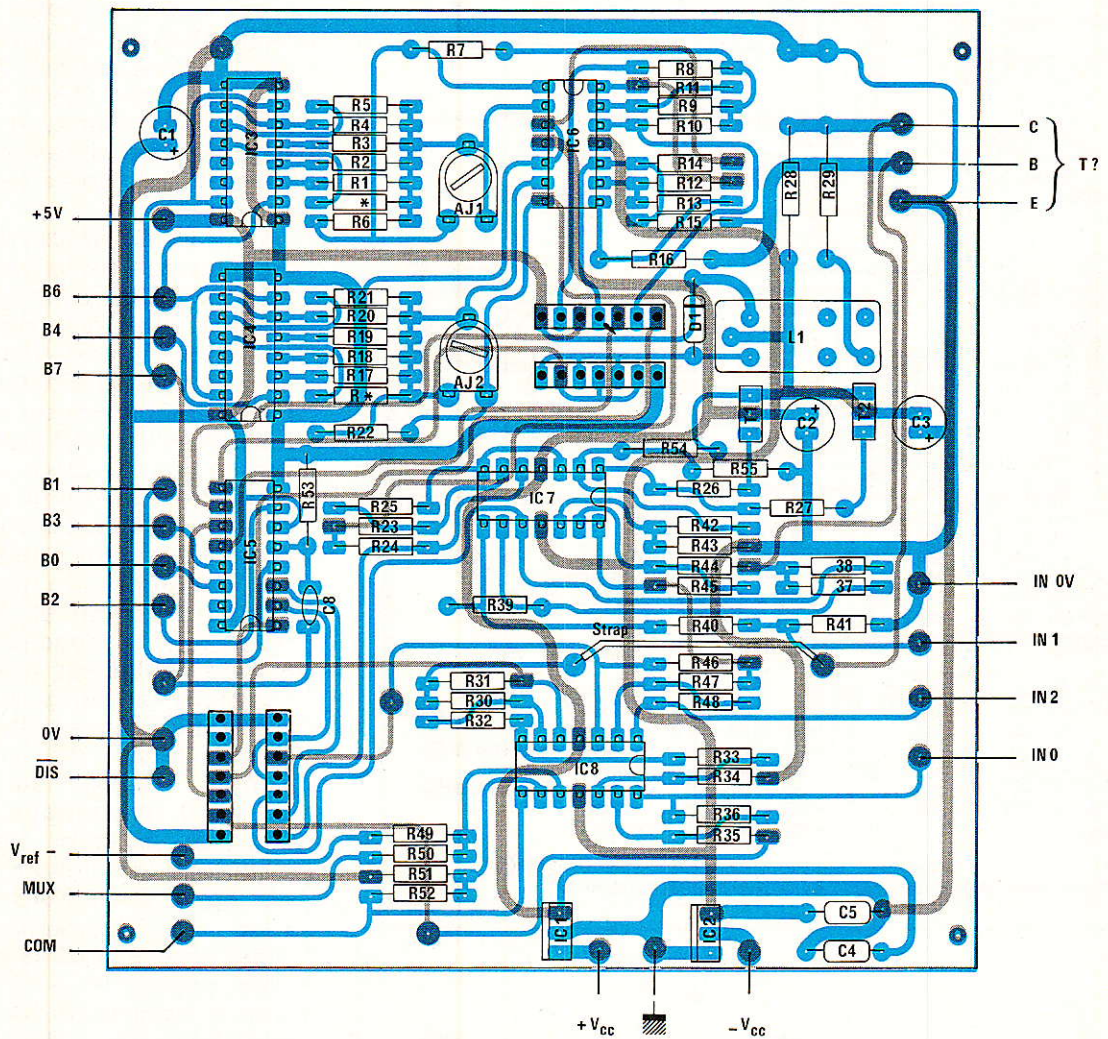 R7
R8
R11
R9
R10
R5
R4
R3
R2
R1
*
R6
C1
+
IC3
AJ1
IC6
R14
R12
R13
R15
R16
R28
R29
C
B
E
T?
+5V
B6
B4
B7
IC4
R21
R20
R19
R18
R17
R*
R22
AJ2
D1
L1
T1
C2
+
T2
C3
+
R54
R55
R26
R27
B1
B3
B0
B2
IC5
R53
C8
R25
R23
R24
IC7
R42
R43
R44
R45
38
37
R39
R40
R41
Strap
IN 0V
IN 1
IN 2
IN 0
R46
R47
R48
R31
R30
R32
IC8
R33
R34
R36
R35
0V
DIS
Vref –
MUX
COM
R49
R50
R51
R52
IC1
IC2
C5
C4
+ Vcc
– Vcc